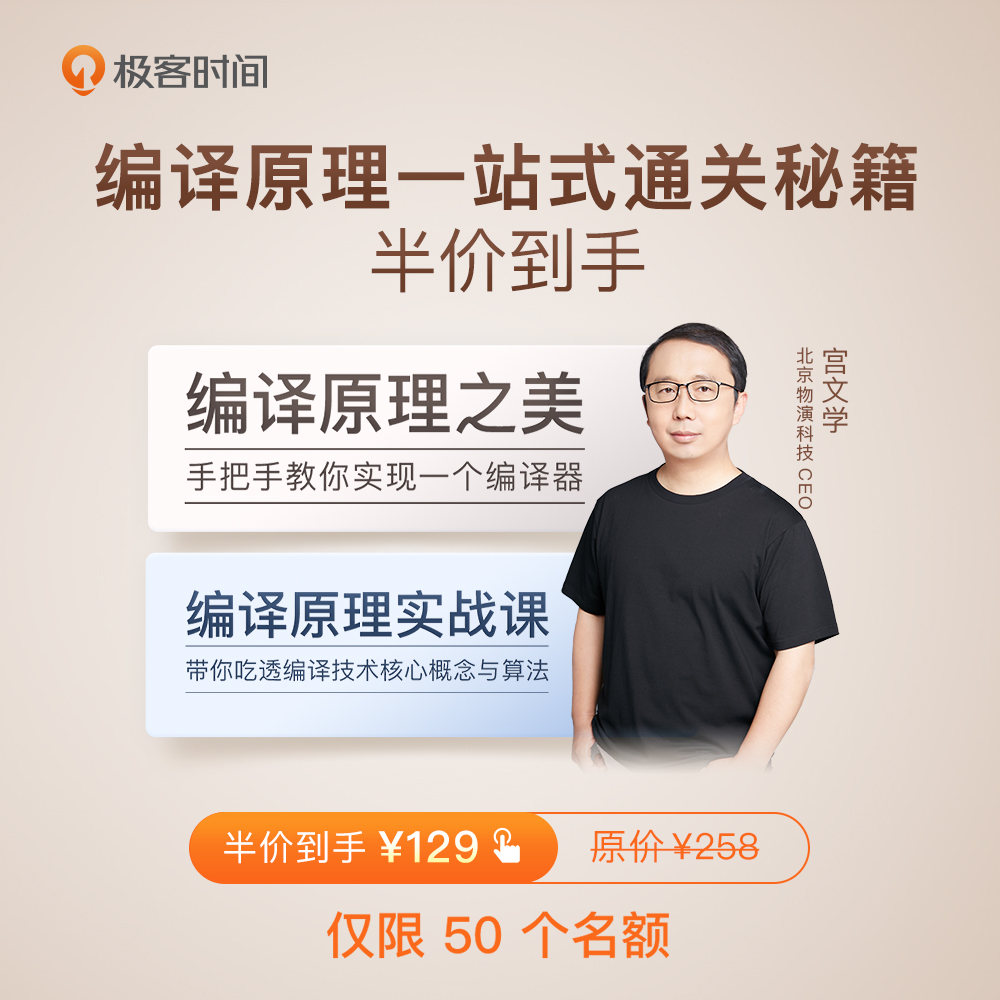 极客时间
编译原理一站式通关秘籍
半价到手
编译原理之美
手把手教你实现一个编译器
宫文学
北京物演科技 CEO
编译原理实战课
带你吃透编译技术核心概念与算法
半价到手 ¥129
原价 ¥258
仅限 50 个名额